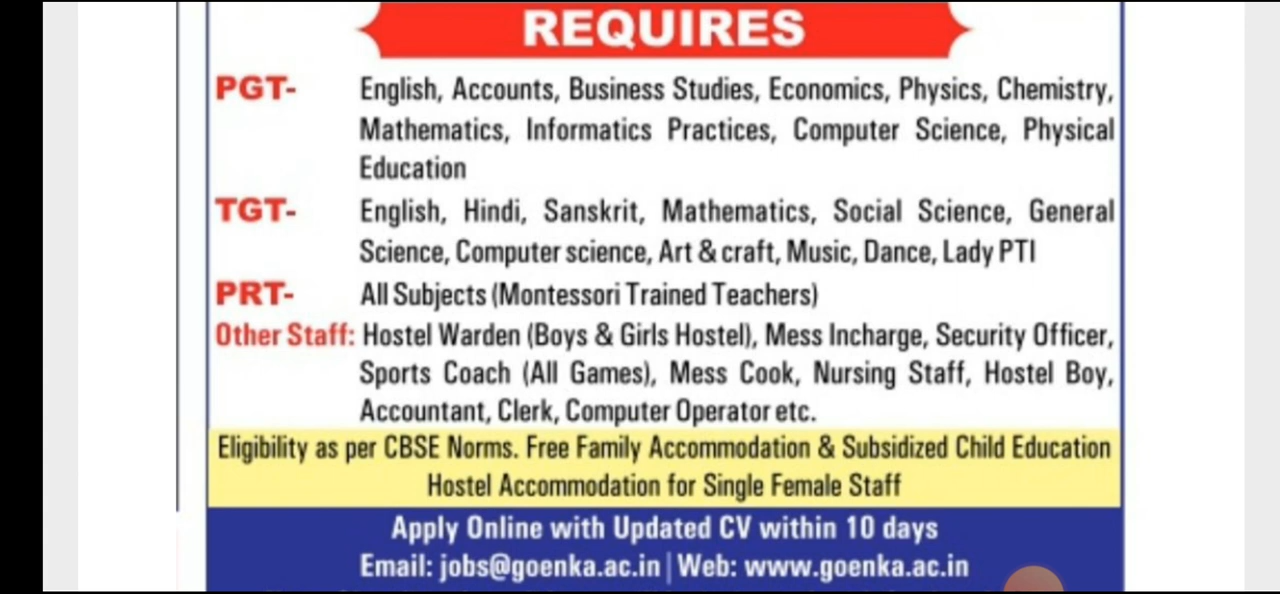 REQUIRES
PGT- English, Accounts, Business Studies, Economics, Physics, Chemistry,
Mathematics, Informatics Practices, Computer Science, Physical
Education
TGT- English, Hindi, Sanskrit, Mathematics, Social Science, General
Science, Computer science, Art & craft, Music, Dance, Lady PTI
PRT- All Subjects (Montessori Trained Teachers)
Other Staff: Hostel Warden (Boys & Girls Hostel), Mess Incharge, Security Officer,
Sports Coach (All Games), Mess Cook, Nursing Staff, Hostel Boy,
Accountant, Clerk, Computer Operator etc.
Eligibility as per CBSE Norms. Free Family Accommodation & Subsidized Child Education
Hostel Accommodation for Single Female Staff
Apply Online with Updated CV within 10 days
Email: jobs@goenka.ac.in | Web: www.goenka.ac.in